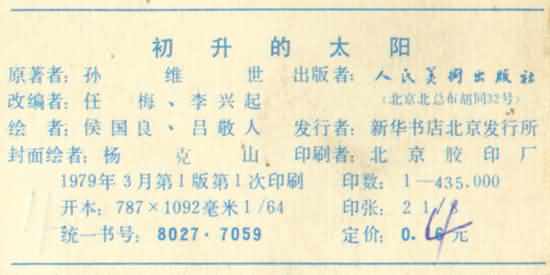 初升的太阳
原著者：孙维世 出版者：人民美术出版社
改编者：任梅、李兴起 （北京北总布胡同32号）
绘者：侯国良、吕敬人 发行者：新华书店北京发行所
封面绘者：杨克山 印刷者：北京胶印厂
1979年3月第1版第1次印刷 印数：1—435.000
开本：787×1092毫米1/64 印张：2
统一书号：8027·7059 定价：0. 元